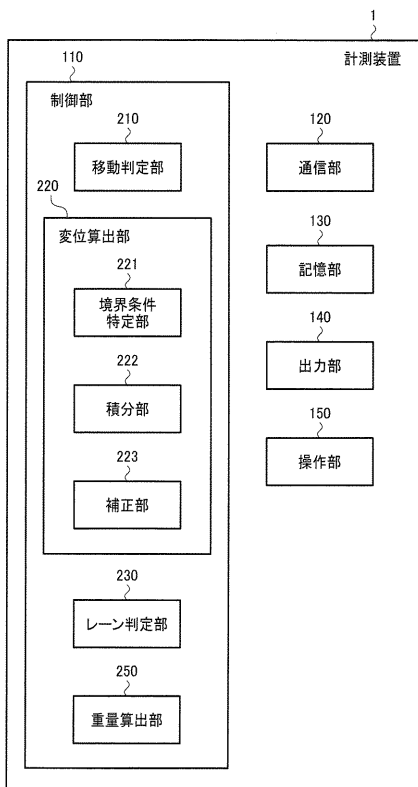 1
計測装置
110
制御部
210
移動判定部
220
変位算出部
221
境界条件
特定部
222
積分部
223
補正部
230
レーン判定部
250
重量算出部
120
通信部
130
記憶部
140
出力部
150
操作部